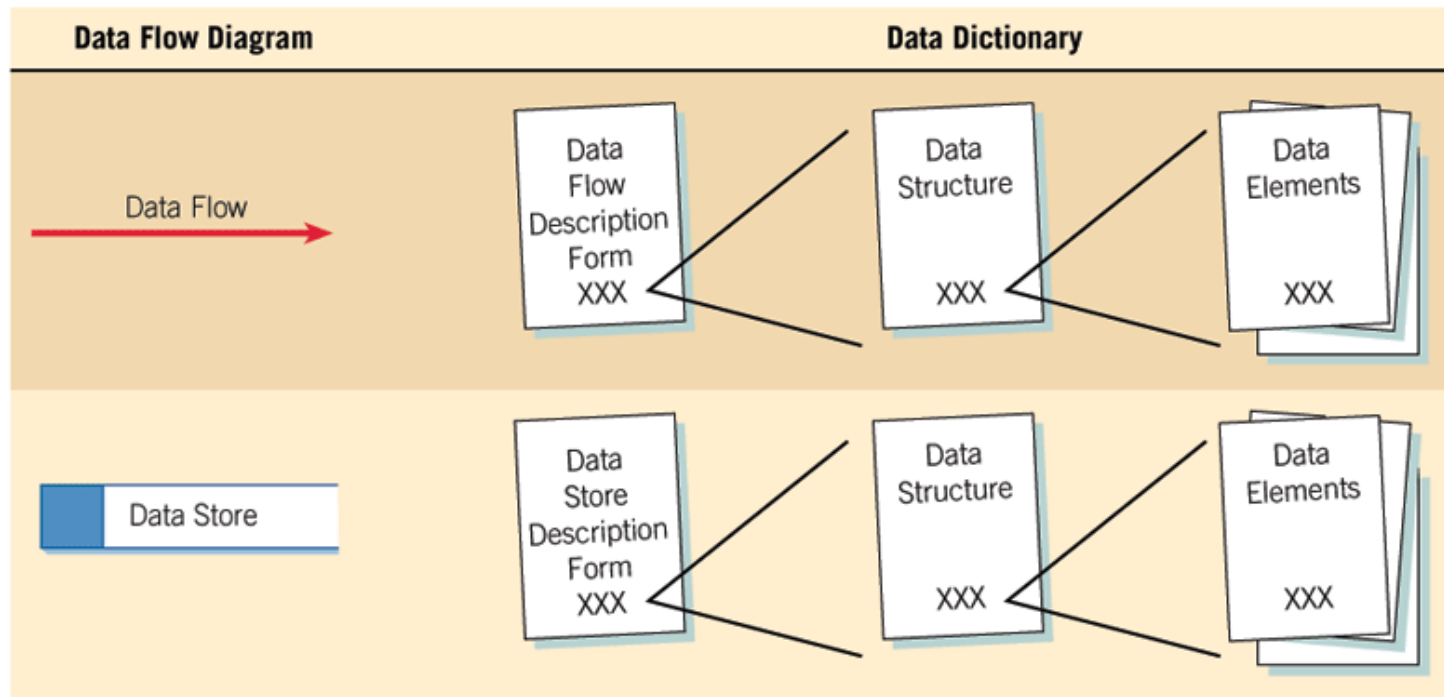 Data Flow Diagram
Data Dictionary
Data Flow
Data
Flow
Description
Form
XXX
Data
Structure
XXX
Data
Elements
XXX
Data Store
Data
Store
Description
Form
XXX
Data
Structure
XXX
Data
Elements
XXX